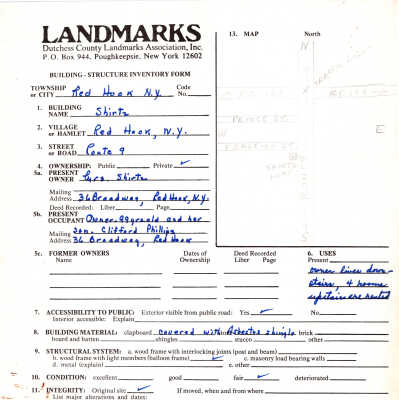 LANDMARKS
Dutchess County Landmarks Association, Inc.
P.O. Box 944, Poughkeepsie, New York 12602
BUILDING - STRUCTURE INVENTORY FORM
13. MAP North
TOWNSHIP or CITY Red Hook N.Y. Code No.
1. BUILDING NAME Shirts
2. VILLAGE or HAMLET Red Hook, N.Y.
3. STREET or ROAD Route 9
4. OWNERSHIP: Public Private ✓
5a. PRESENT OWNER Mrs. Shirts
Mailing Address 36 Broadway, Red Hook, N.Y.
Deed Recorded: Liber Page
5b. PRESENT OCCUPANT Owner and her
son. Clifford Phillips
Mailing Address 36 Broadway, Red Hook
N
E
5c. FORMER OWNERS Dates of Deed Recorded 6. USES
Name Ownership Liber Page Present
owner lives down-
stairs, 4 rooms
upstairs are rented
7. ACCESSIBILITY TO PUBLIC: Exterior visible from public road: Yes ✓ No
Interior accessible: Explain
8. BUILDING MATERIAL: clapboard covered with Asbestos shingle brick
board and batten shingles stucco other
9. STRUCTURAL SYSTEM: a. wood frame with interlocking joints (post and beam)
b. wood frame with light members (balloon frame) ✓ c. masonry load bearing walls
d. metal (explain) e. other
10. CONDITION: excellent good fair ✓ deteriorated
11. INTEGRITY: Original site ✓ If moved, when and from where
List major alterations and dates: